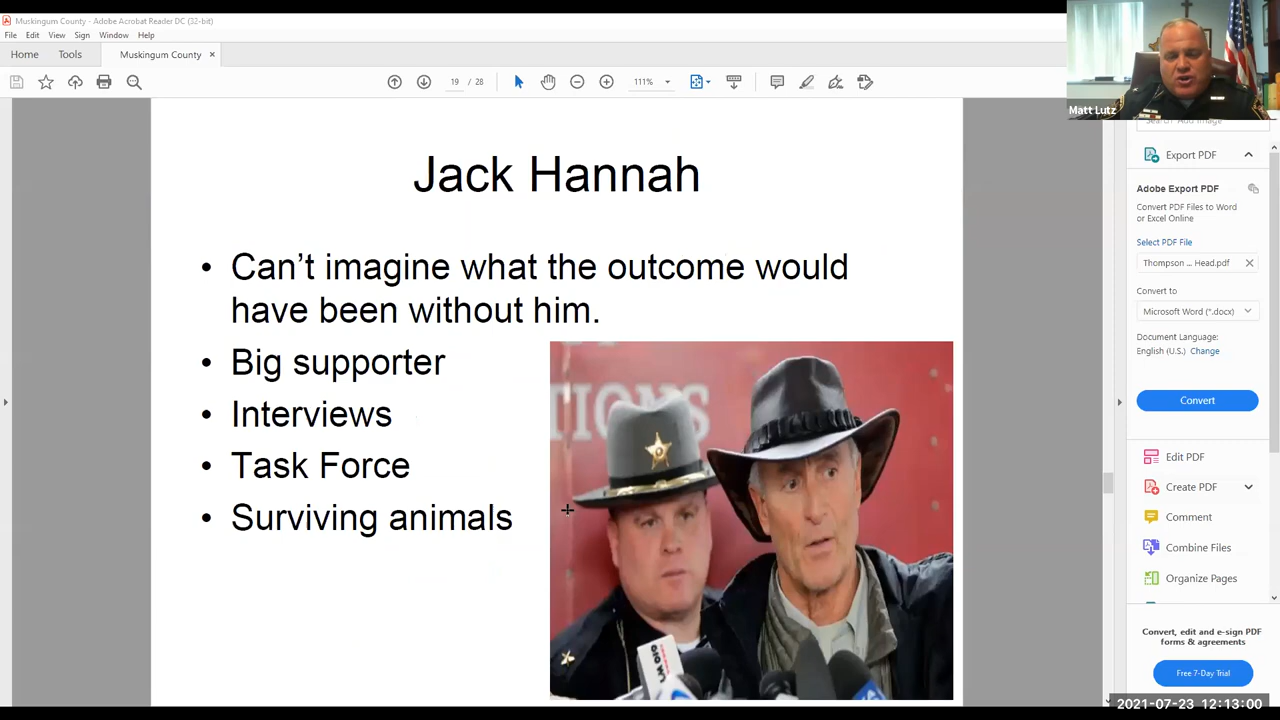 Muskingum County - Adobe Acrobat Reader DC (32-bit)
File Edit View Sign Window Help
Home Tools Muskingum County ×
19 / 28 111%
Matt Lutz
Jack Hannah
• Can't imagine what the outcome would
have been without him.
• Big supporter
• Interviews
• Task Force
• Surviving animals
TIONS
WTOV
Search 'Add Image'
Export PDF
Adobe Export PDF
Convert PDF Files to Word
or Excel Online
Select PDF File
Thompson ... Head.pdf
Convert to
Microsoft Word (*.docx)
Document Language:
English (U.S.) Change
Convert
Edit PDF
Create PDF
Comment
Combine Files
Organize Pages
Convert, edit and e-sign PDF
forms & agreements
Free 7-Day Trial
2021-07-23 12:13:00